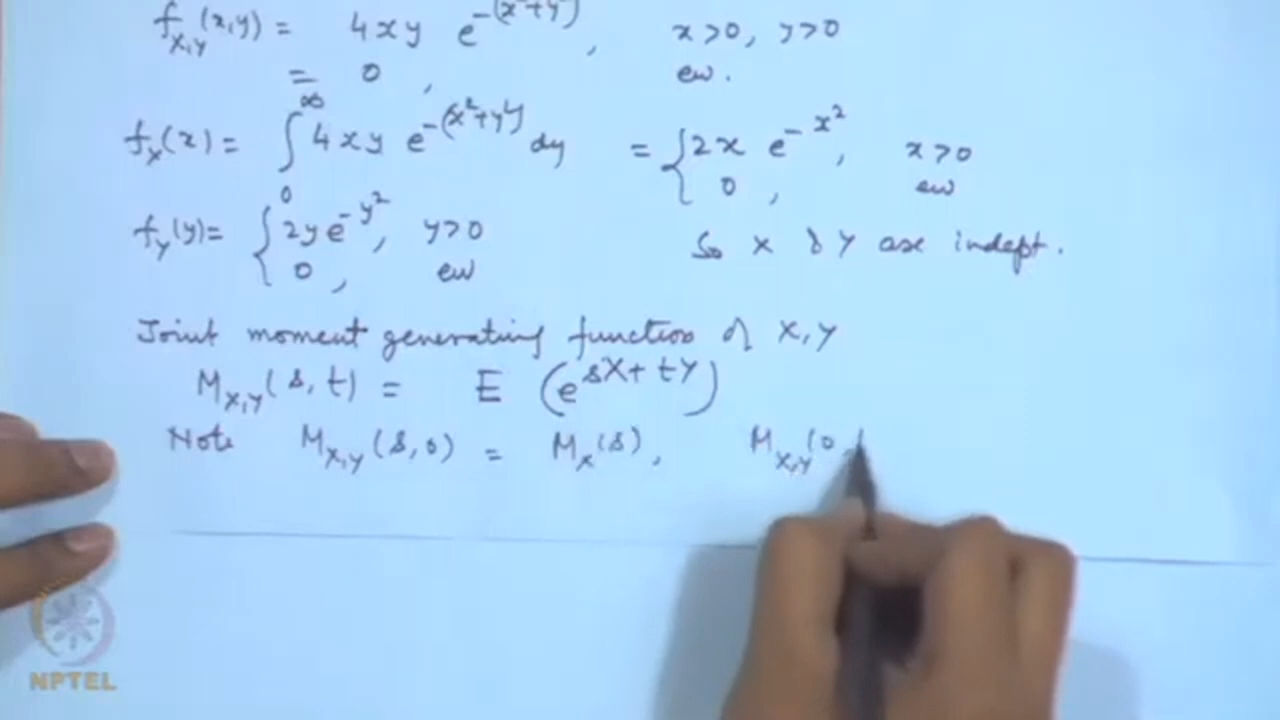 f_{X,Y}(x,y) = 4xy e^{-(x²+y²)}, x>0, y>0
= 0, ew.
f_X(x) = ∫_0^∞ 4xy e^{-(x²+y²)} dy = { 2x e^{-x²}, x>0
0, ew
f_Y(y) = { 2y e^{-y²}, y>0
0, ew
So X & Y are indept.
Joint moment generating function of X,Y
M_{X,Y}(s,t) = E (e^{sX+tY})
Note M_{X,Y}(s,0) = M_X(s), M_{X,Y}(0,
NPTEL